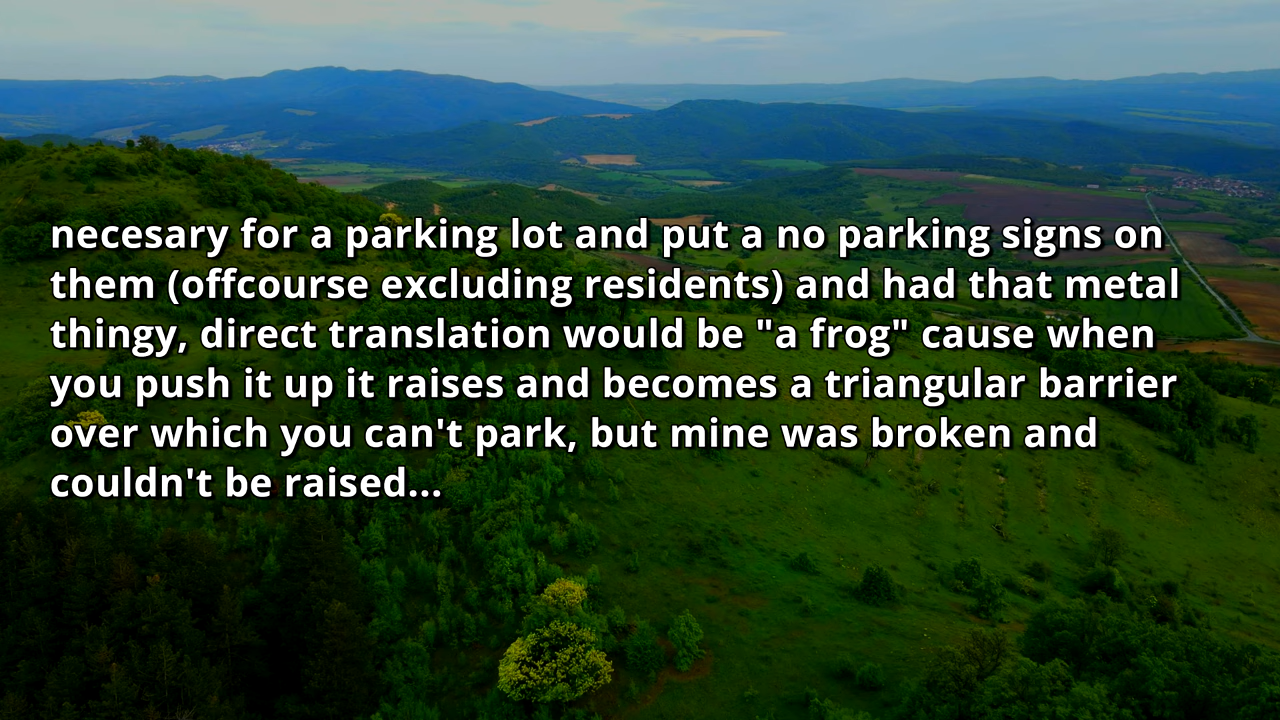 necesary for a parking lot and put a no parking signs on
them (offcourse excluding residents) and had that metal
thingy, direct translation would be "a frog" cause when
you push it up it raises and becomes a triangular barrier
over which you can't park, but mine was broken and
couldn't be raised...